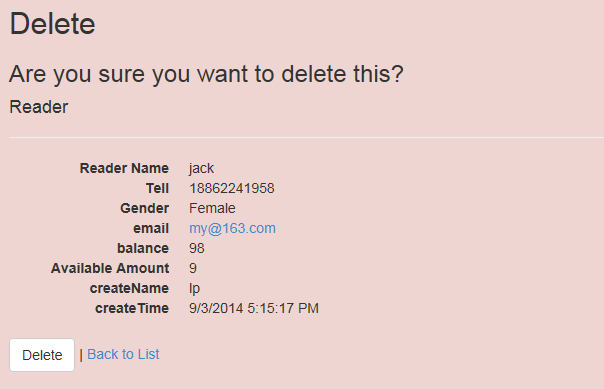 Delete
Are you sure you want to delete this?
Reader
Reader Name jack
Tell 18862241958
Gender Female
email my@163.com
balance 98
Available Amount 9
createName lp
createTime 9/3/2014 5:15:17 PM
Delete | Back to List